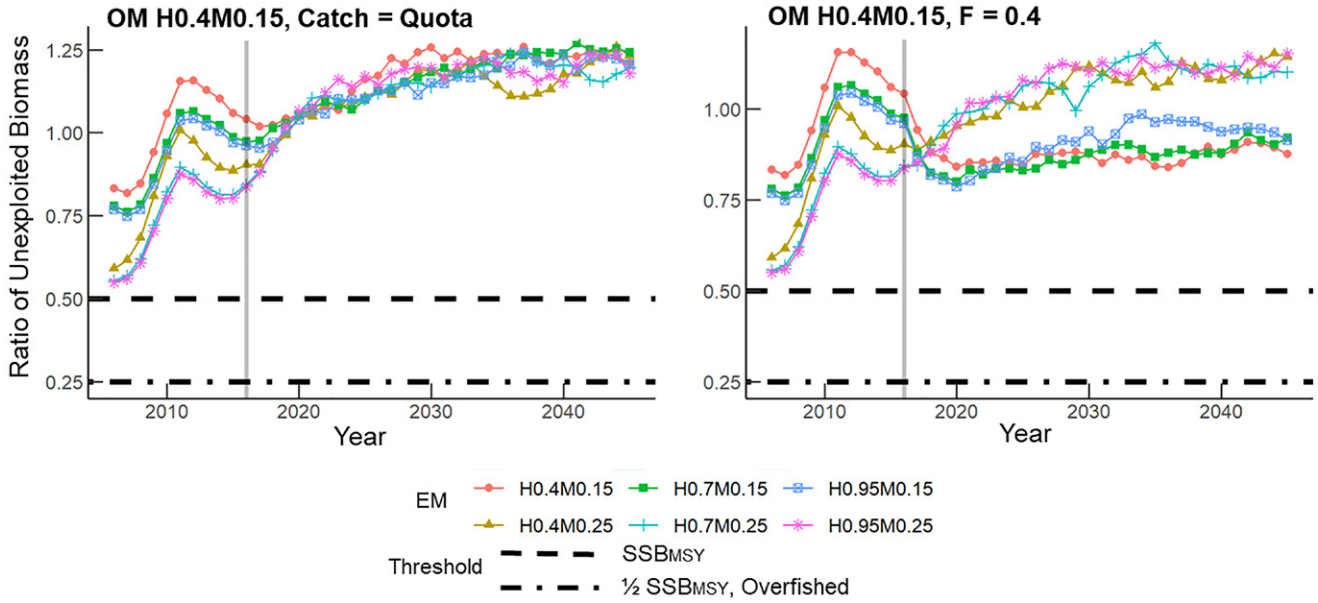 OM H0.4M0.15, Catch = Quota
OM H0.4M0.15, F = 0.4
Ratio of Unexploited Biomass
1.25
1.00
0.75
0.50
0.25
2010
2020
2030
2040
Year
1.00
0.75
0.50
0.25
2010
2020
2030
2040
Year
EM
H0.4M0.15
H0.7M0.15
H0.95M0.15
H0.4M0.25
H0.7M0.25
H0.95M0.25
Threshold
SSBMSY
½ SSBMSY, Overfished